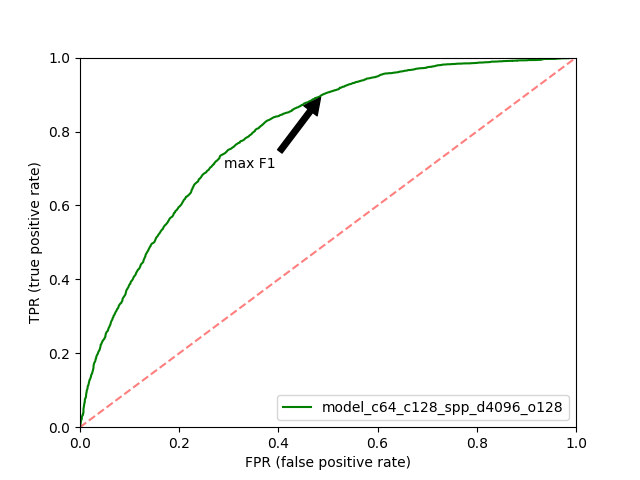 1.0
0.8
0.6
0.4
0.2
0.0
TPR (true positive rate)
max F1
model_c64_c128_spp_d4096_o128
0.0 0.2 0.4 0.6 0.8 1.0
FPR (false positive rate)